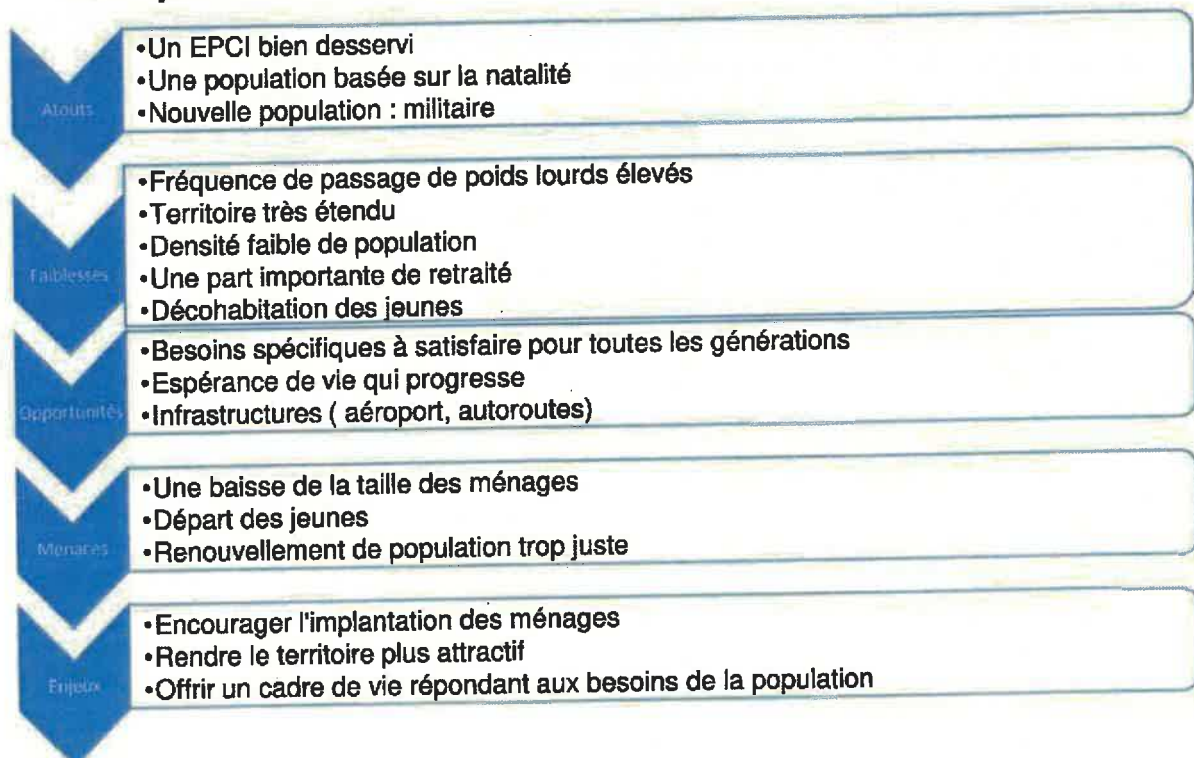 Atouts
•Un EPCI bien desservi
•Une population basée sur la natalité
•Nouvelle population : militaire
Faiblesses
•Fréquence de passage de poids lourds élevés
•Territoire très étendu
•Densité faible de population
•Une part importante de retraité
•Décohabitation des jeunes
Opportunités
•Besoins spécifiques à satisfaire pour toutes les générations
•Espérance de vie qui progresse
•Infrastructures ( aéroport, autoroutes)
Menaces
•Une baisse de la taille des ménages
•Départ des jeunes
•Renouvellement de population trop juste
Enjeux
•Encourager l'implantation des ménages
•Rendre le territoire plus attractif
•Offrir un cadre de vie répondant aux besoins de la population